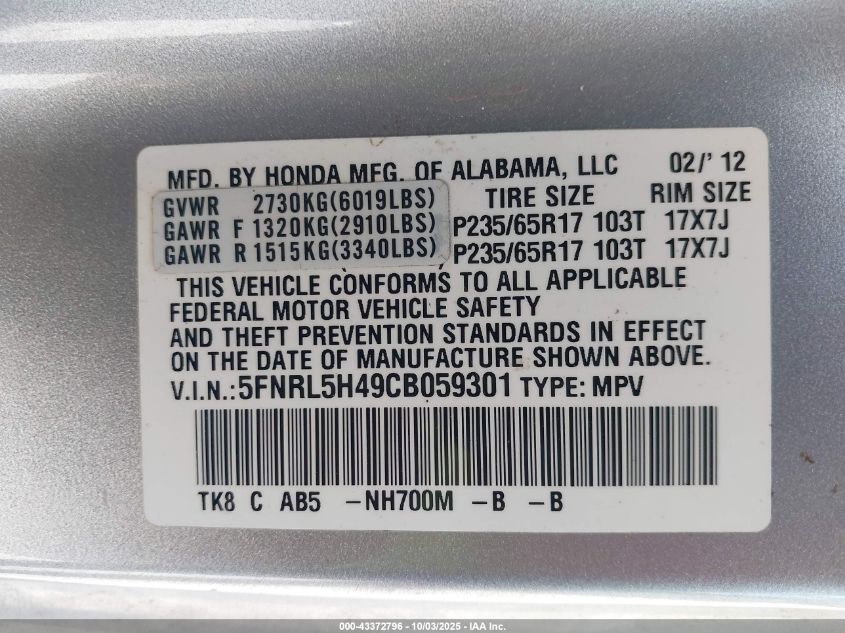 MFD. BY HONDA MFG. OF ALABAMA, LLC 02/' 12
GVWR 2730KG(6019LBS) TIRE SIZE RIM SIZE
GAWR F 1320KG(2910LBS) P235/65R17 103T 17X7J
GAWR R 1515KG(3340LBS) P235/65R17 103T 17X7J
THIS VEHICLE CONFORMS TO ALL APPLICABLE
FEDERAL MOTOR VEHICLE SAFETY
AND THEFT PREVENTION STANDARDS IN EFFECT
ON THE DATE OF MANUFACTURE SHOWN ABOVE.
V.I.N.:5FNRL5H49CB059301 TYPE: MPV
TK8 C AB5 -NH700M -B -B
000-43372796 - 10/03/2025 - IAA Inc.